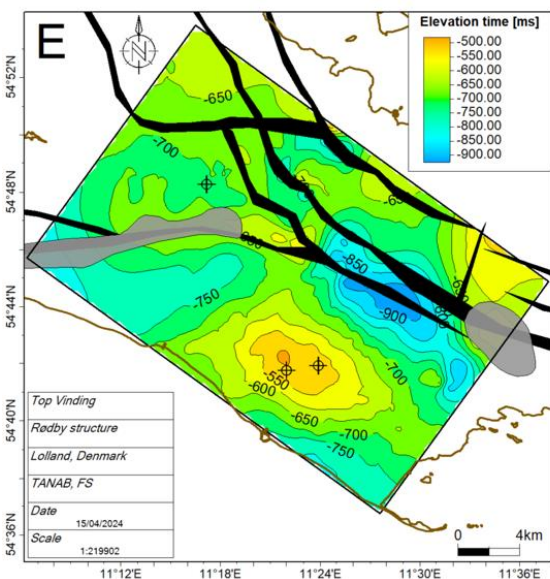 E
N
Elevation time [ms]
-500.00
-550.00
-600.00
-650.00
-700.00
-750.00
-800.00
-850.00
-900.00
54°52'N
54°48'N
54°44'N
54°40'N
54°36'N
-650
-700
-850
-900
-750
-700
-550
-600
-650
-700
-750
Top Vinding
Rødby structure
Lolland, Denmark
TANAB, FS
Date
15/04/2024
Scale
1:219902
0 4km
11°12'E 11°18'E 11°24'E 11°30'E 11°36'E